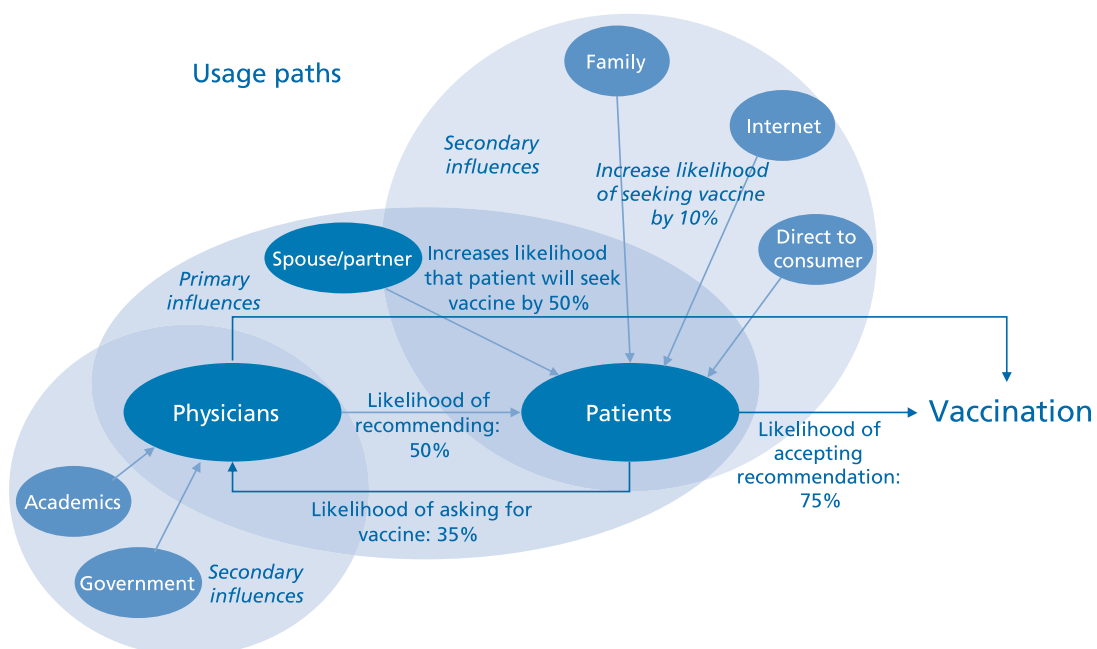 Usage paths
Family
Internet
Secondary
influences
Increase likelihood
of seeking vaccine
by 10%
Direct to
consumer
Spouse/partner
Increases likelihood
that patient will seek
vaccine by 50%
Primary
influences
Physicians
Likelihood of
recommending:
50%
Patients
Vaccination
Likelihood of
accepting
recommendation:
75%
Academics
Likelihood of asking for
vaccine: 35%
Government
Secondary
influences